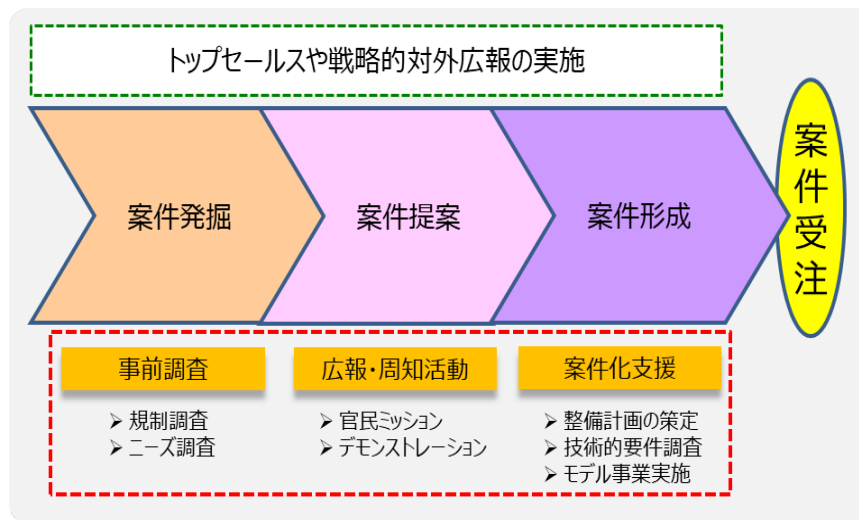 トップセールスや戦略的対外広報の実施
案件発掘
案件提案
案件形成
案件受注
事前調査
➢ 規制調査
➢ ニーズ調査
広報・周知活動
➢ 官民ミッション
➢ デモンストレーション
案件化支援
➢ 整備計画の策定
➢ 技術的要件調査
➢ モデル事業実施